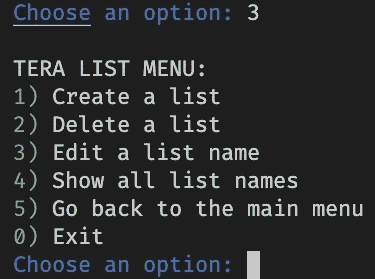 Choose an option: 3
TERA LIST MENU:
1) Create a list
2) Delete a list
3) Edit a list name
4) Show all list names
5) Go back to the main menu
0) Exit
Choose an option: